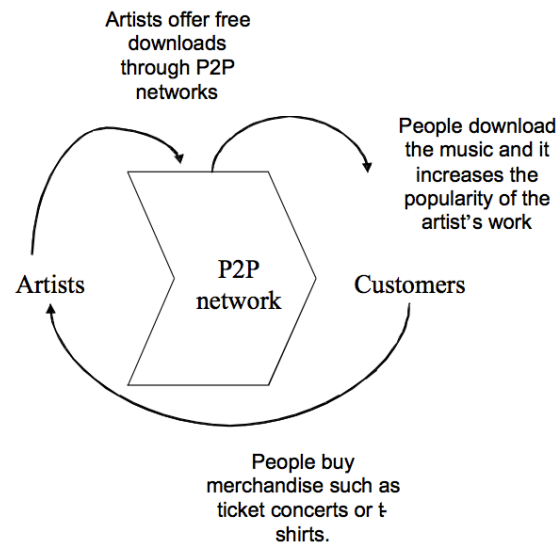 Artists offer free
downloads
through P2P
networks
People download
the music and it
increases the
popularity of the
artist's work
Artists
P2P
network
Customers
People buy
merchandise such as
ticket concerts or t-
shirts.